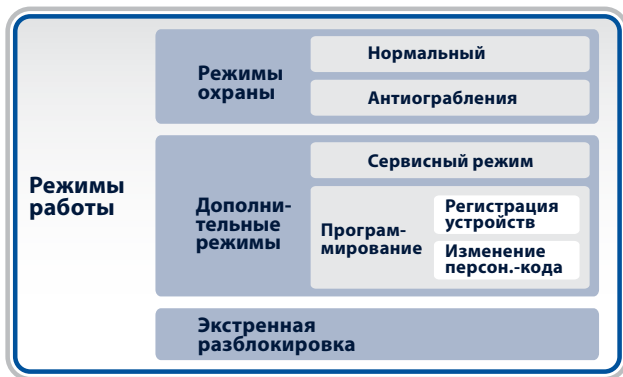 Режимы
работы
Режимы
охраны
Нормальный
Антиограбления
Дополни-
тельные
режимы
Сервисный режим
Програм-
мирование
Регистрация
устройств
Изменение
персон.-кода
Экстренная
разблокировка